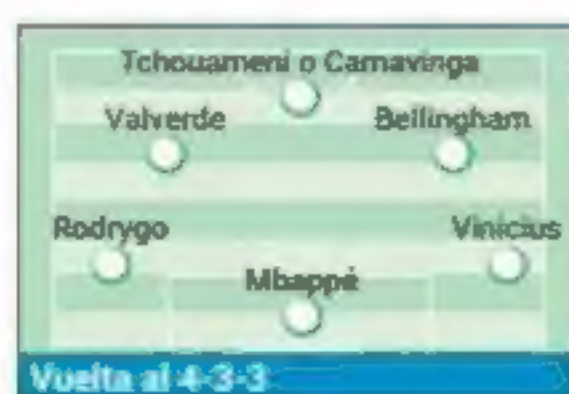 Tchouameni o Camavinga
Valverde Bellingham
Rodrygo Vinicius
Mbappé
Vuelta al 4-3-3